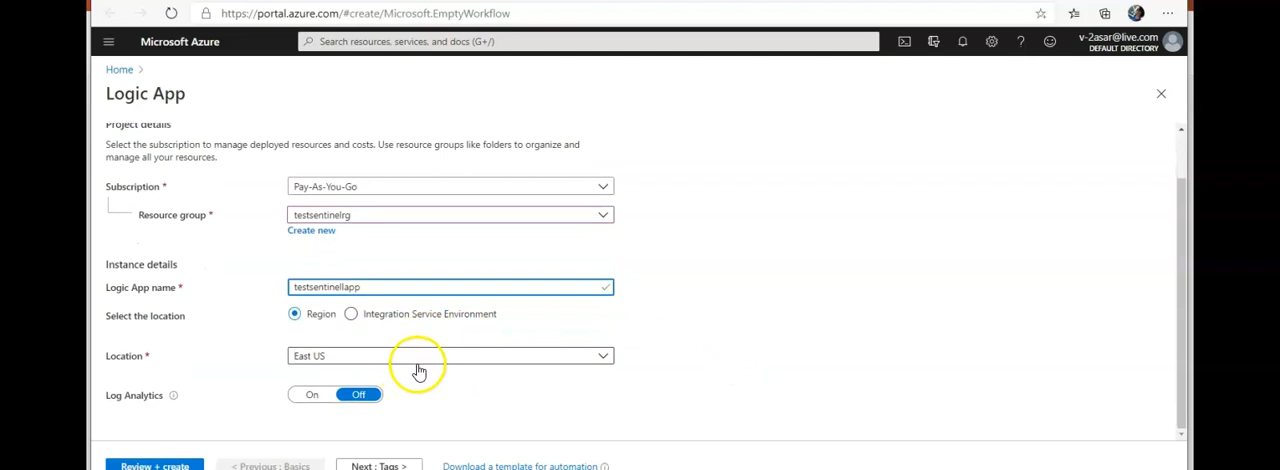 https://portal.azure.com/#create/Microsoft.EmptyWorkflow
Microsoft Azure
Search resources, services, and docs (G+/)
v-2asar@live.com
DEFAULT DIRECTORY
Home
Logic App
Project details
Select the subscription to manage deployed resources and costs. Use resource groups like folders to organize and
manage all your resources.
Subscription *
Pay-As-You-Go
Resource group *
testsentinelrg
Create new
Instance details
Logic App name *
testsentinellapp
Select the location
Region
Integration Service Environment
Location *
East US
Log Analytics
On
Off
Review + create
< Previous : Basics
Next : Tags >
Download a template for automation